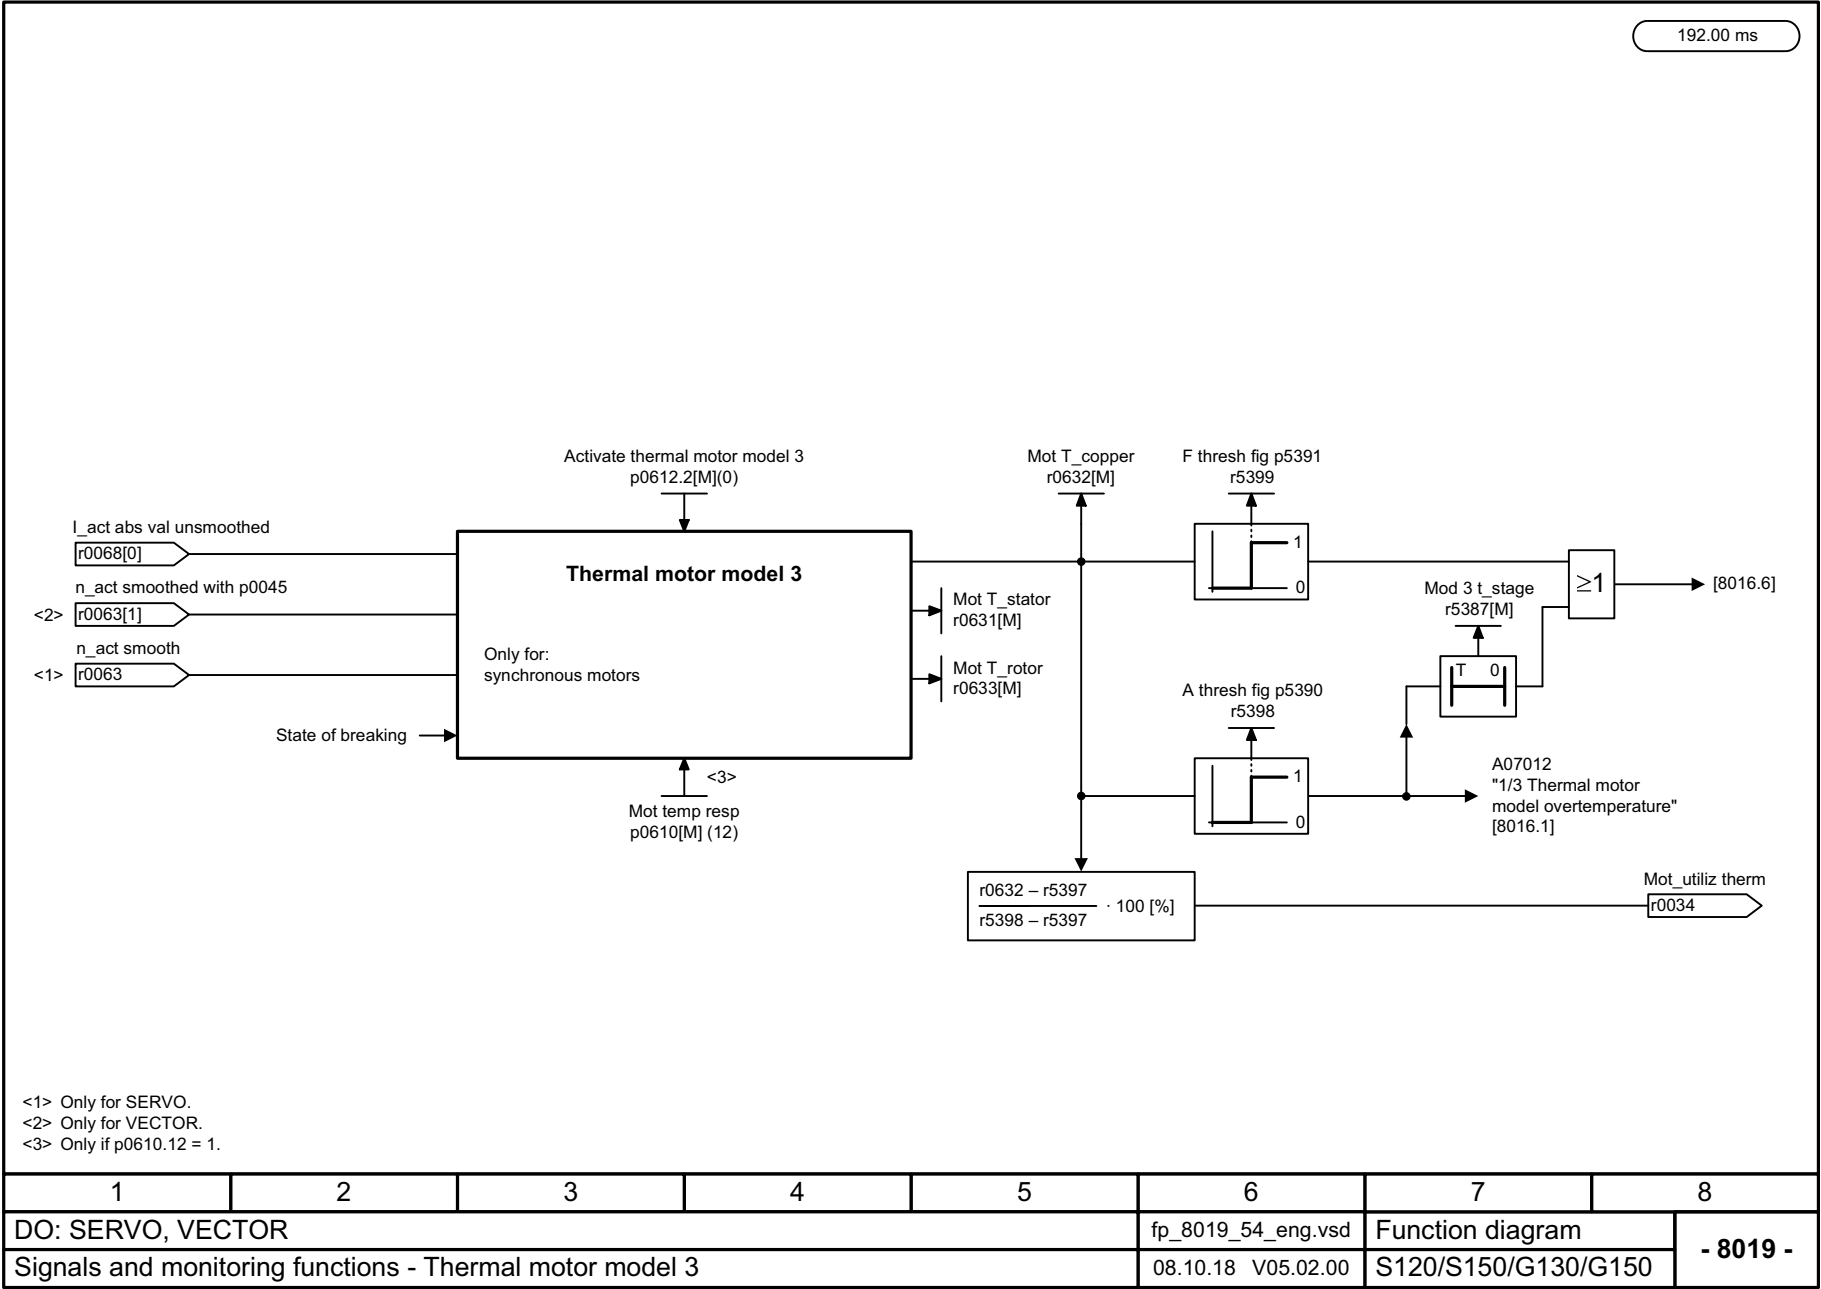 192.00 ms
Activate thermal motor model 3
p0612.2[M](0)
Mot T_copper
r0632[M]
F thresh fig p5391
r5399
I_act abs val unsmoothed
r0068[0]
n_act smoothed with p0045
<2> r0063[1]
n_act smooth
<1> r0063
State of breaking
Thermal motor model 3
Only for:
synchronous motors
<3>
Mot temp resp
p0610[M] (12)
Mot T_stator
r0631[M]
Mot T_rotor
r0633[M]
1
0
A thresh fig p5390
r5398
1
0
Mod 3 t_stage
r5387[M]
T 0
≥1
[8016.6]
A07012
"1/3 Thermal motor
model overtemperature"
[8016.1]
r0632 – r5397
r5398 – r5397
· 100 [%]
Mot_utiliz therm
r0034
<1> Only for SERVO.
<2> Only for VECTOR.
<3> Only if p0610.12 = 1.
1 2 3 4 5 6 7 8
DO: SERVO, VECTOR
fp_8019_54_eng.vsd
Function diagram
- 8019 -
Signals and monitoring functions - Thermal motor model 3
08.10.18 V05.02.00
S120/S150/G130/G150